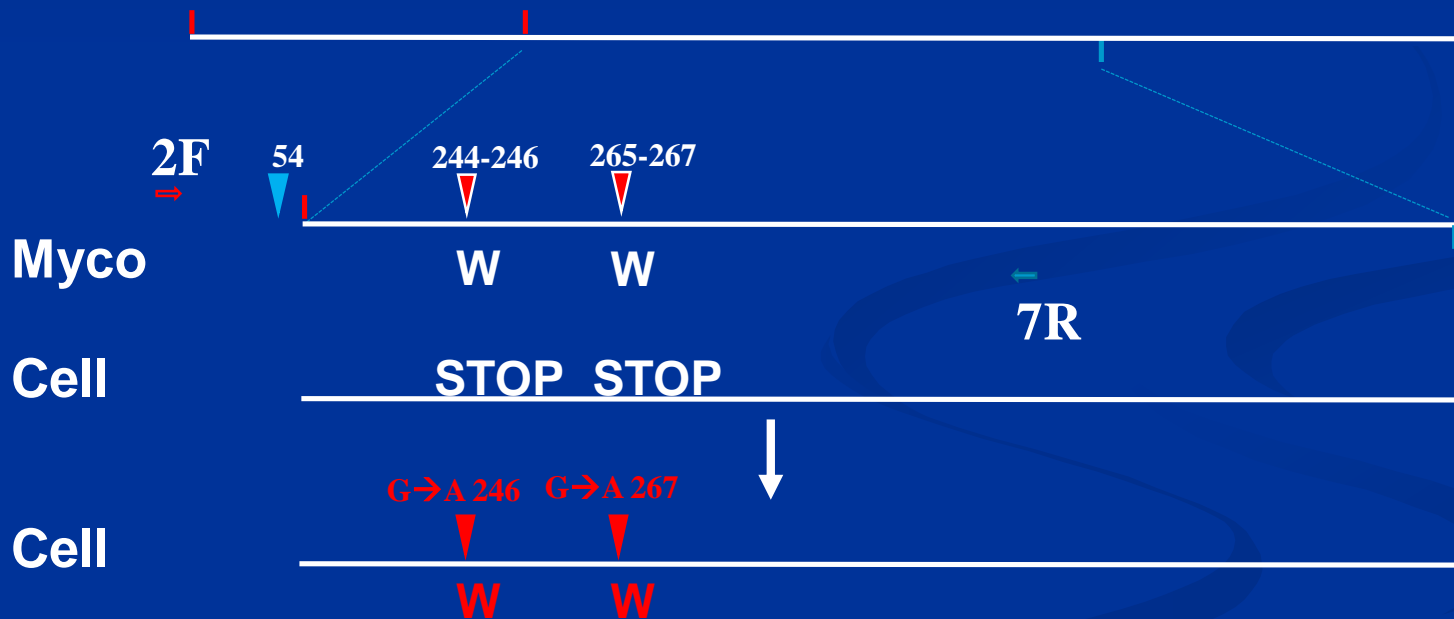 2F 54 244-246 265-267
Myco W W
7R
Cell STOP STOP
G→A 246 G→A 267
Cell
W W